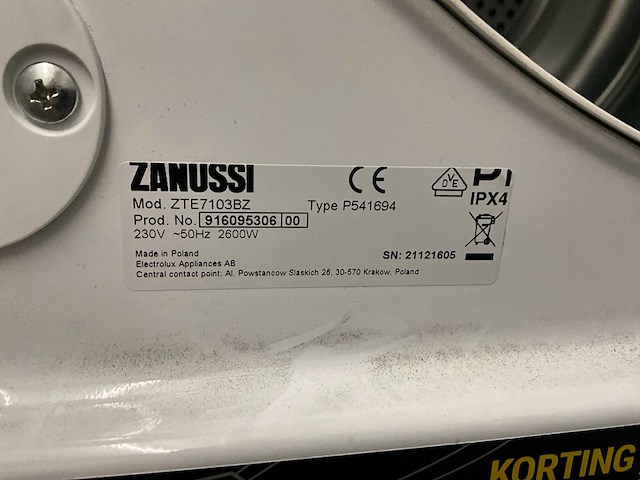 ZANUSSI
Mod. ZTE7103BZ Type P541694
Prod. No. 916095306 00
230V ~50Hz 2600W
CE
DVE
IPX4
Made in Poland
Electrolux Appliances AB
Central contact point: Al. Powstancow Slaskich 26, 30-570 Krakow, Poland
SN: 21121605
KORTING